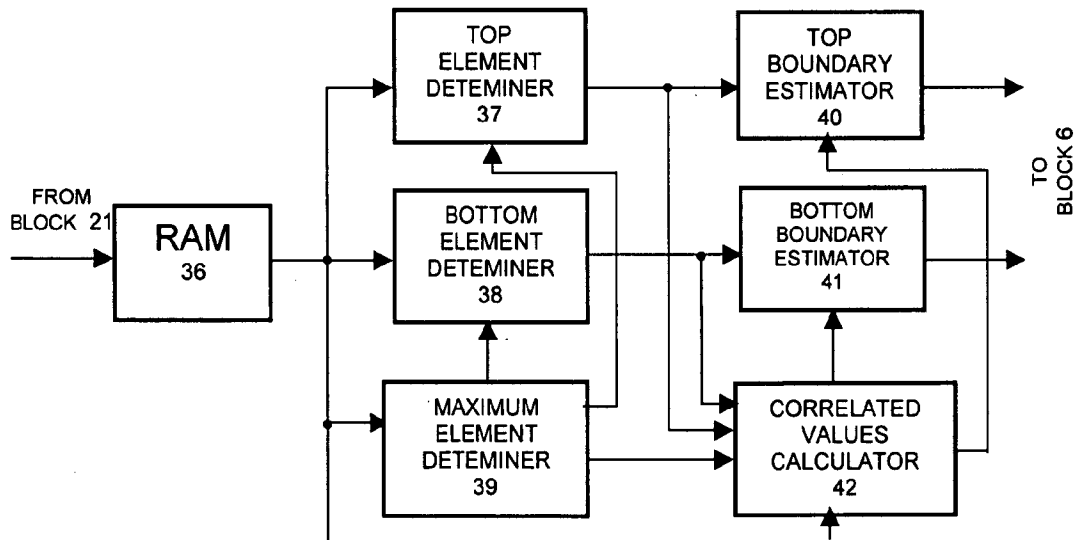 FROM
BLOCK 21
RAM
36
TOP
ELEMENT
DETEMINER
37
BOTTOM
ELEMENT
DETEMINER
38
MAXIMUM
ELEMENT
DETEMINER
39
TOP
BOUNDARY
ESTIMATOR
40
BOTTOM
BOUNDARY
ESTIMATOR
41
CORRELATED
VALUES
CALCULATOR
42
TO
BLOCK 6